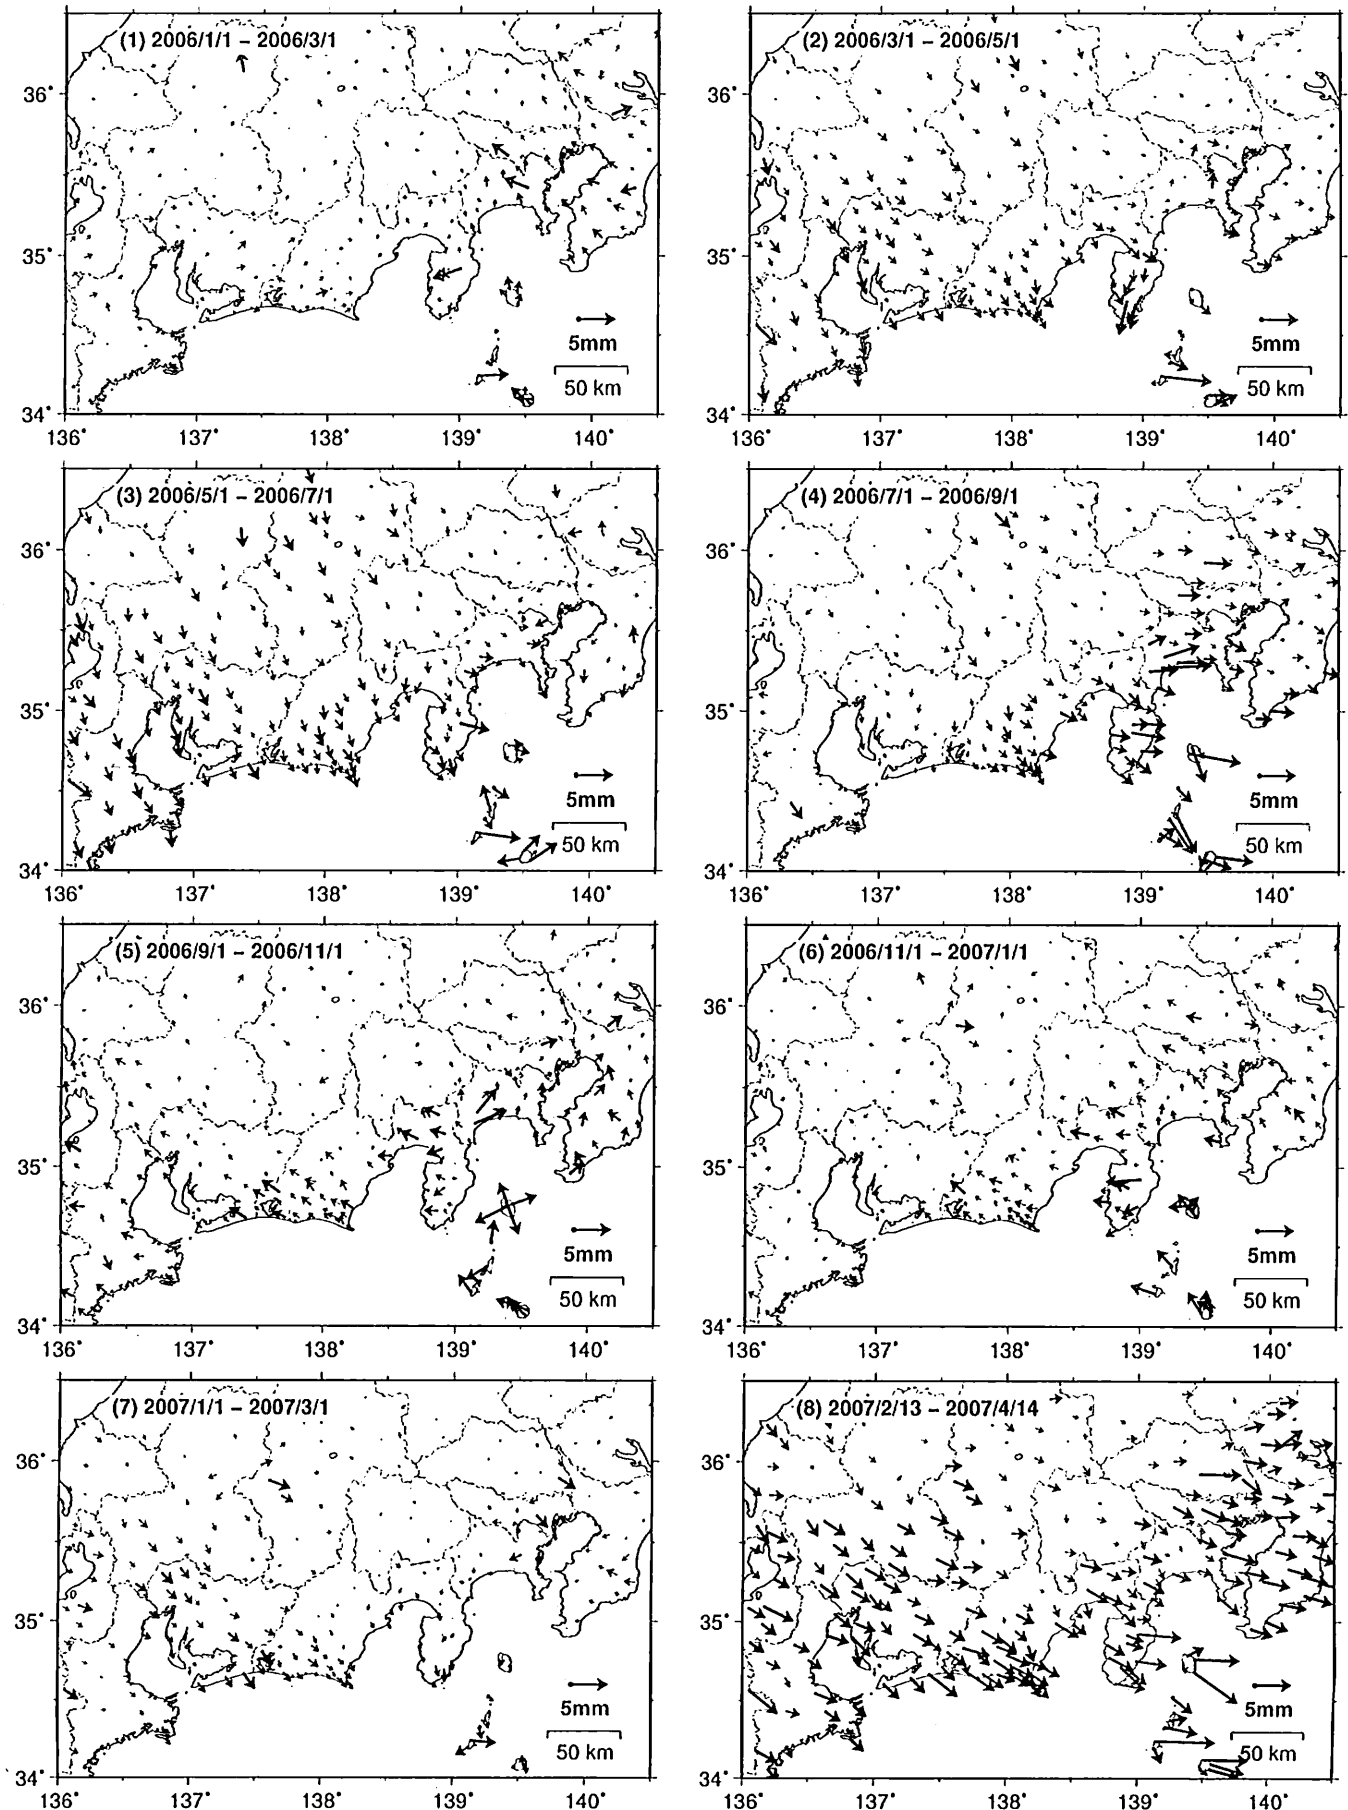 (1) 2006/1/1 – 2006/3/1
36°
35°
5mm
50 km
34°
136° 137° 138° 139° 140°
(2) 2006/3/1 – 2006/5/1
36°
35°
5mm
50 km
34°
136° 137° 138° 139° 140°
(3) 2006/5/1 – 2006/7/1
36°
35°
5mm
50 km
34°
136° 137° 138° 139° 140°
(4) 2006/7/1 – 2006/9/1
36°
35°
5mm
50 km
34°
136° 137° 138° 139° 140°
(5) 2006/9/1 – 2006/11/1
36°
35°
5mm
50 km
34°
136° 137° 138° 139° 140°
(6) 2006/11/1 – 2007/1/1
36°
35°
5mm
50 km
34°
136° 137° 138° 139° 140°
(7) 2007/1/1 – 2007/3/1
36°
35°
5mm
50 km
34°
136° 137° 138° 139° 140°
(8) 2007/2/13 – 2007/4/14
36°
35°
5mm
50 km
34°
136° 137° 138° 139° 140°